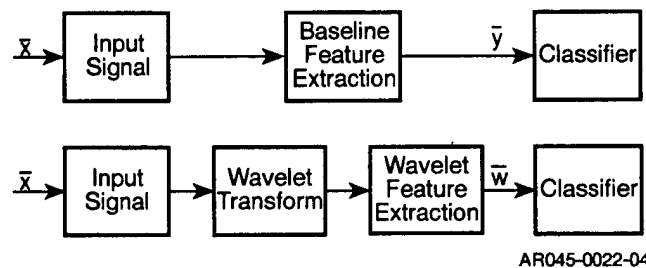 x̄
Input
Signal
Baseline
Feature
Extraction
ȳ
Classifier
x̄
Input
Signal
Wavelet
Transform
Wavelet
Feature
Extraction
w̄
Classifier
AR045-0022-04